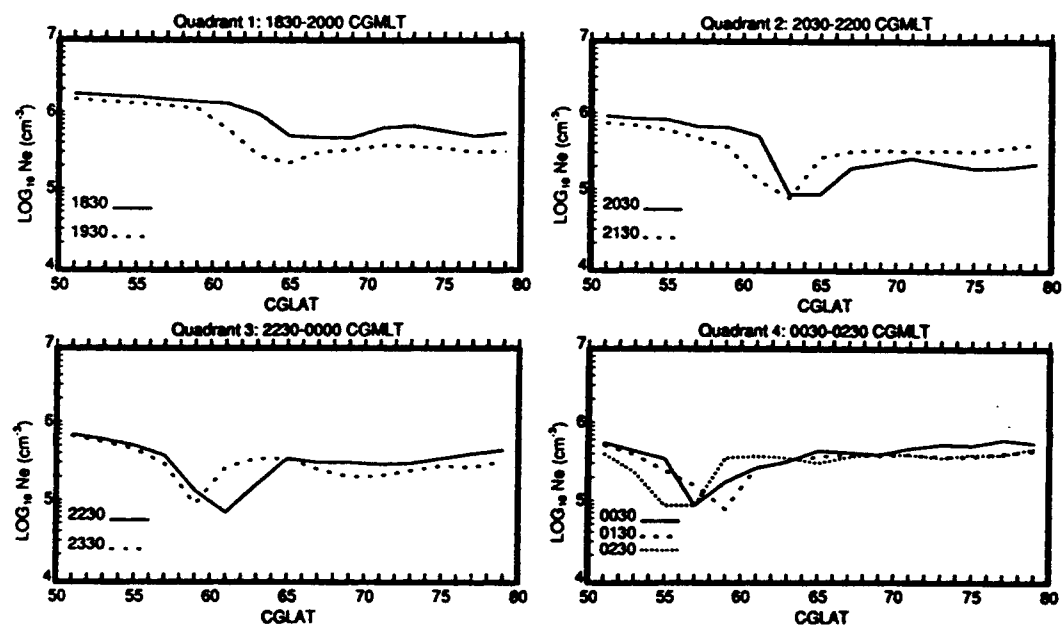 Quadrant 1: 1830-2000 CGMLT
7
6
5
4
LOG₁₀ Ne (cm⁻³)
1830
1930
50 55 60 65 70 75 80
CGLAT
Quadrant 2: 2030-2200 CGMLT
7
6
5
4
LOG₁₀ Ne (cm⁻³)
2030
2130
50 55 60 65 70 75 80
CGLAT
Quadrant 3: 2230-0000 CGMLT
7
6
5
4
LOG₁₀ Ne (cm⁻³)
2230
2330
50 55 60 65 70 75 80
CGLAT
Quadrant 4: 0030-0230 CGMLT
7
6
5
4
LOG₁₀ Ne (cm⁻³)
0030
0130
0230
50 55 60 65 70 75 80
CGLAT